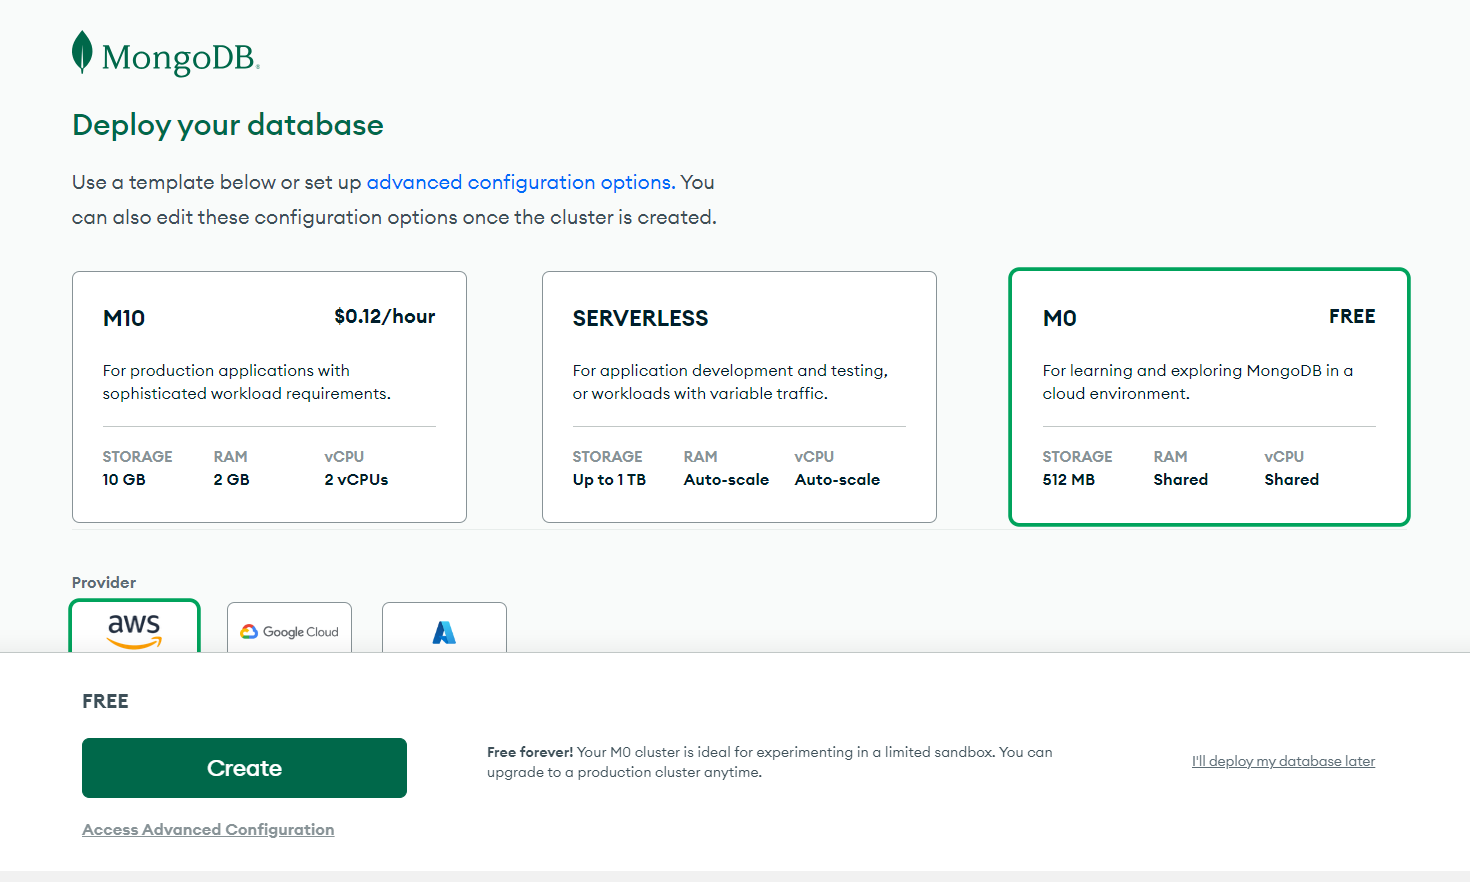 MongoDB.
Deploy your database
Use a template below or set up advanced configuration options. You
can also edit these configuration options once the cluster is created.
M10 $0.12/hour
For production applications with
sophisticated workload requirements.
STORAGE RAM vCPU
10 GB 2 GB 2 vCPUs
SERVERLESS
For application development and testing,
or workloads with variable traffic.
STORAGE RAM vCPU
Up to 1 TB Auto-scale Auto-scale
M0 FREE
For learning and exploring MongoDB in a
cloud environment.
STORAGE RAM vCPU
512 MB Shared Shared
Provider
aws Google Cloud
FREE
Create
Access Advanced Configuration
Free forever! Your M0 cluster is ideal for experimenting in a limited sandbox. You can
upgrade to a production cluster anytime.
I'll deploy my database later